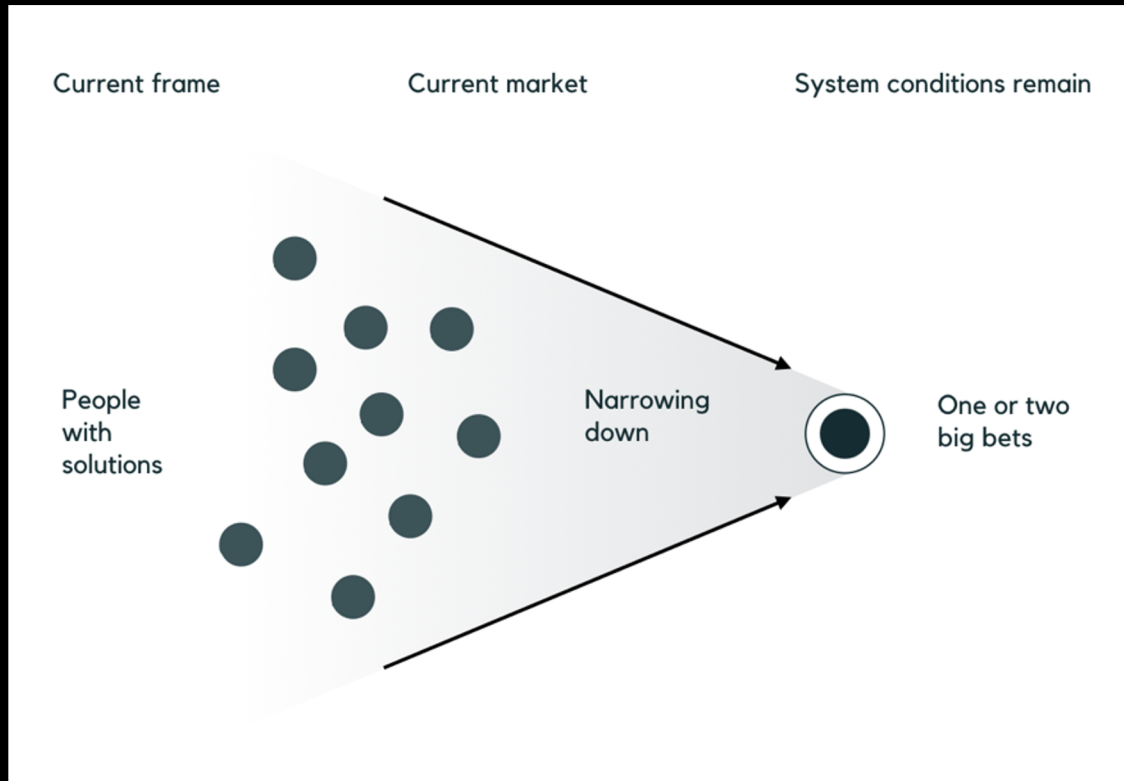 Current frame
Current market
System conditions remain
People
with
solutions
Narrowing
down
One or two
big bets